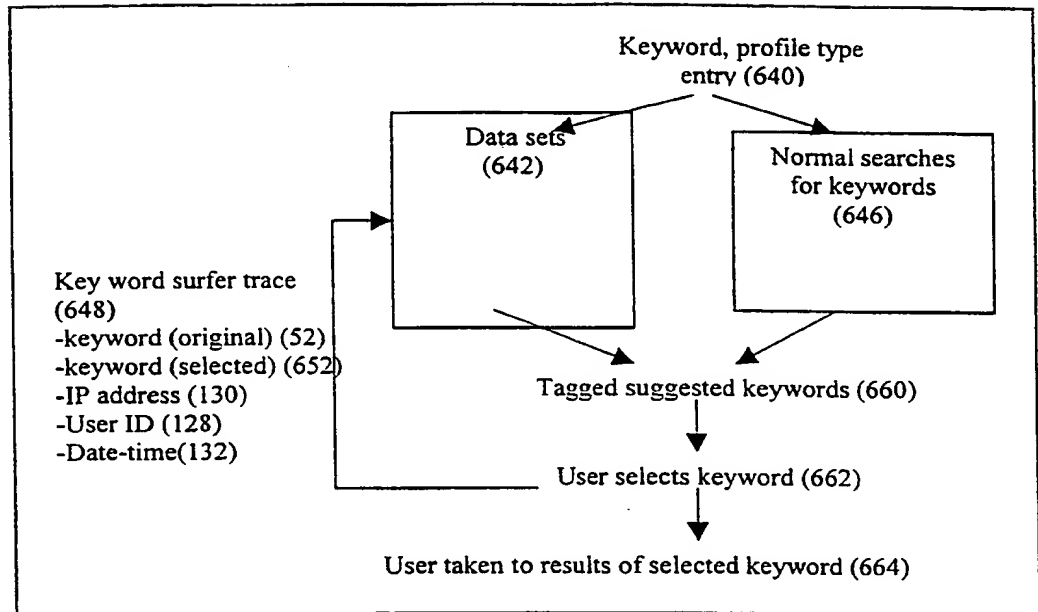 Keyword, profile type
entry (640)
Data sets
(642)
Normal searches
for keywords
(646)
Key word surfer trace
(648)
-keyword (original) (52)
-keyword (selected) (652)
-IP address (130)
-User ID (128)
-Date-time(132)
Tagged suggested keywords (660)
User selects keyword (662)
User taken to results of selected keyword (664)